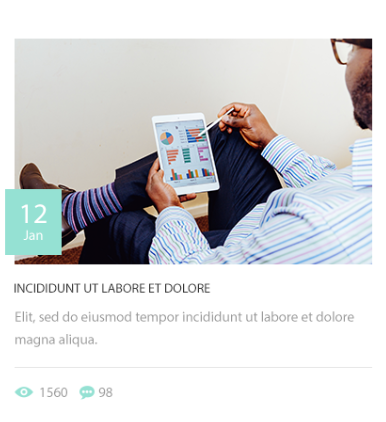 12
Jan
INCIDIDUNT UT LABORE ET DOLORE
Elit, sed do eiusmod tempor incididunt ut labore et dolore
magna aliqua.
1560 98